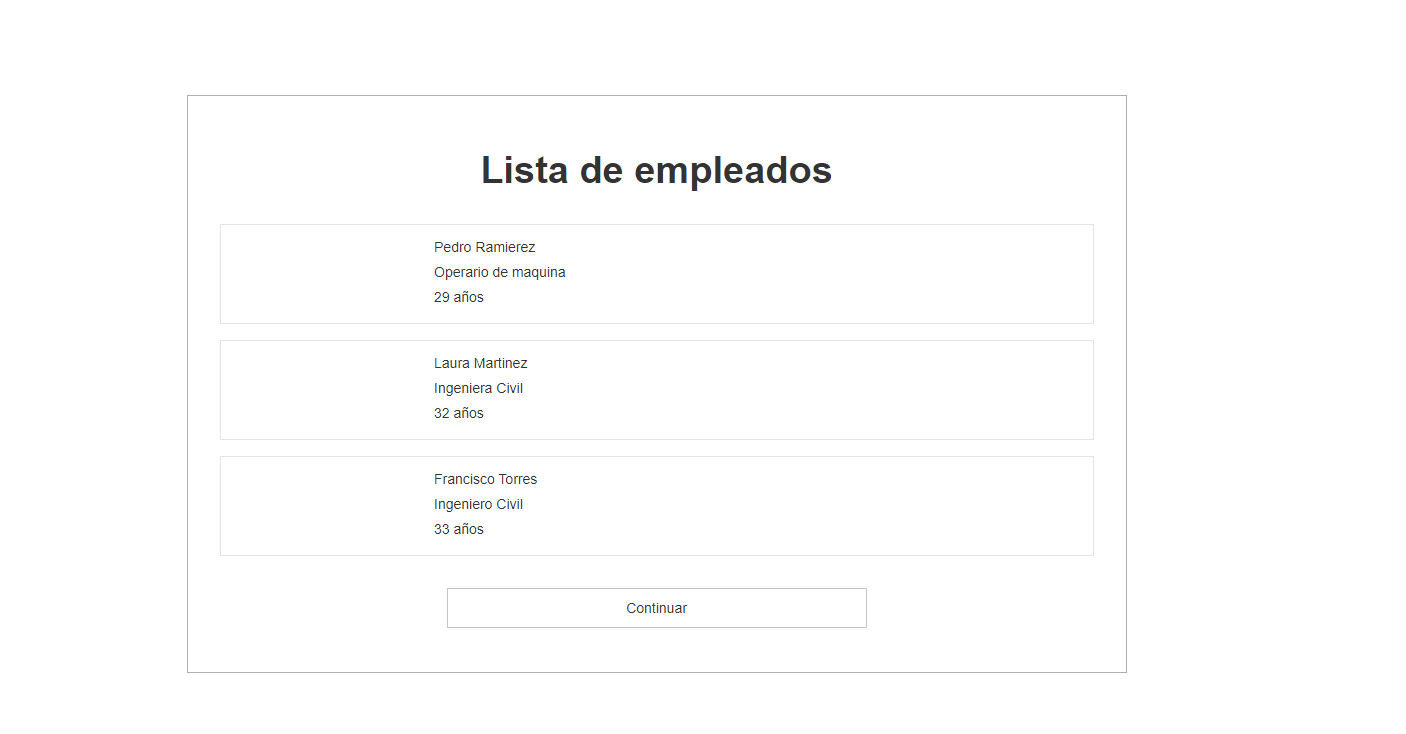 Lista de empleados
Pedro Ramierez
Operario de maquina
29 años
Laura Martinez
Ingeniera Civil
32 años
Francisco Torres
Ingeniero Civil
33 años
Continuar